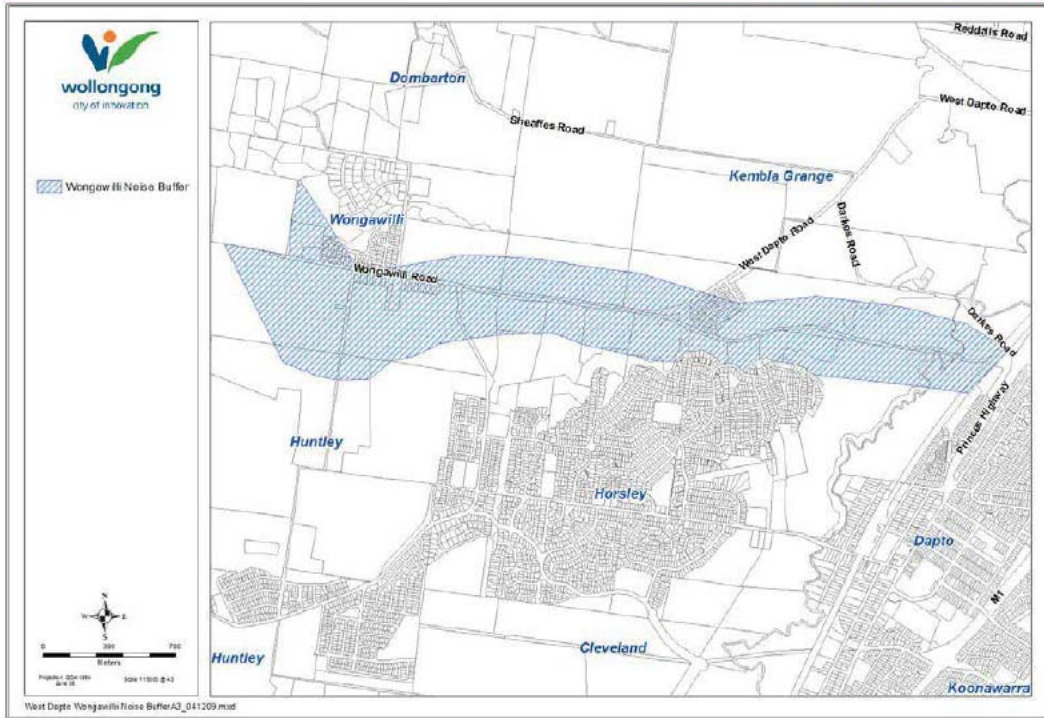 wollongong
city of innovation
Wongawilli Noise Buffer
N
W
E
S
0
700
Meters
West Dapto Wongawilli Noise BufferA3_041209.mxd
Reddalls Road
Dombarton
West Dapto Road
Sheaffes Road
Kembla Grange
Wongawilli
Darkes Road
West Dapto Road
Wongawilli Road
Darkes Road
Princes Highway
Huntley
Horsley
Dapto
M1
Cleveland
Huntley
Koonawarra